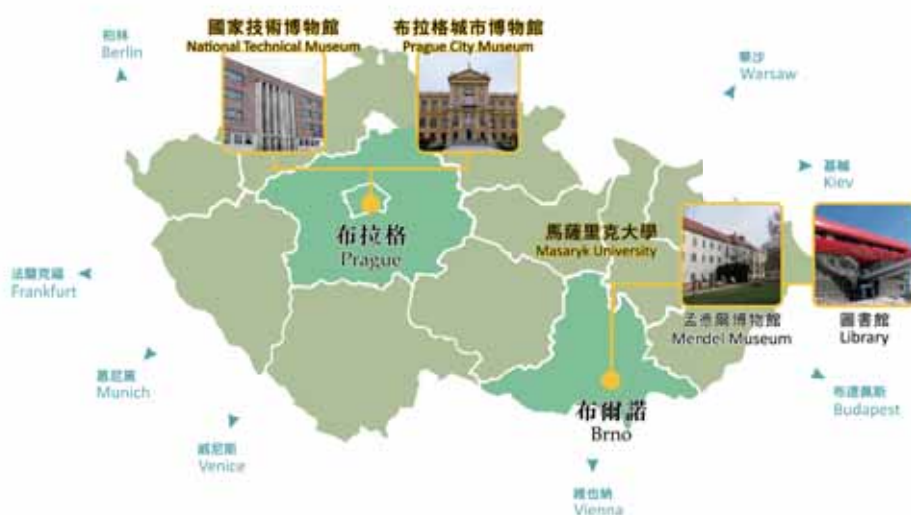 國家技術博物館
National Technical Museum
布拉格城市博物館
Prague City Museum
柏林
Berlin
華沙
Warsaw
基輔
Kiev
布拉格
Prague
馬薩里克大學
Masaryk University
法蘭克福
Frankfurt
孟德爾博物館
Mendel Museum
圖書館
Library
慕尼黑
Munich
布達佩斯
Budapest
布爾諾
Brno
威尼斯
Venice
維也納
Vienna